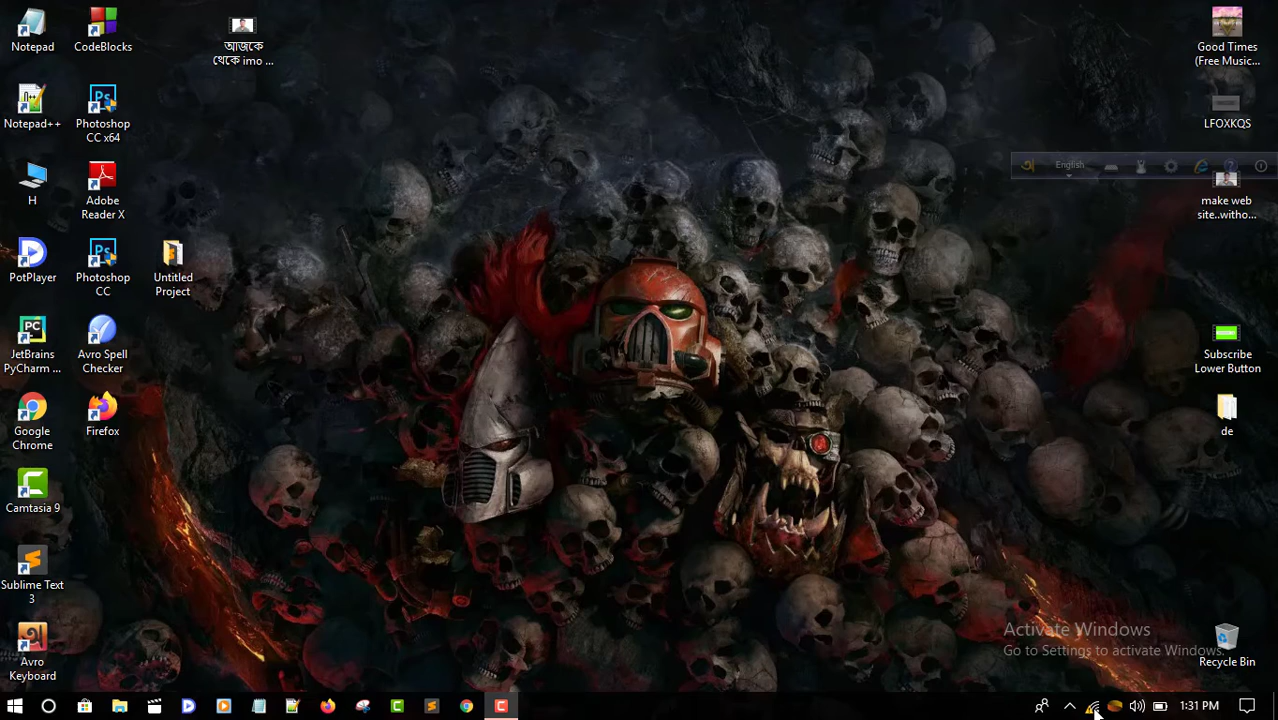 Notepad
CodeBlocks
আজকে
থেকে imo ...
Good Times
(Free Music...
Notepad++
Photoshop
CC x64
LFOXKQS
English
H
Adobe
Reader X
make web
site..witho...
PotPlayer
Photoshop
CC
Untitled
Project
JetBrains
PyCharm ...
Avro Spell
Checker
Subscribe
Lower Button
Google
Chrome
Firefox
de
Camtasia 9
Sublime Text
3
Avro
Keyboard
Activate Windows
Go to Settings to activate Windows.
Recycle Bin
1:31 PM